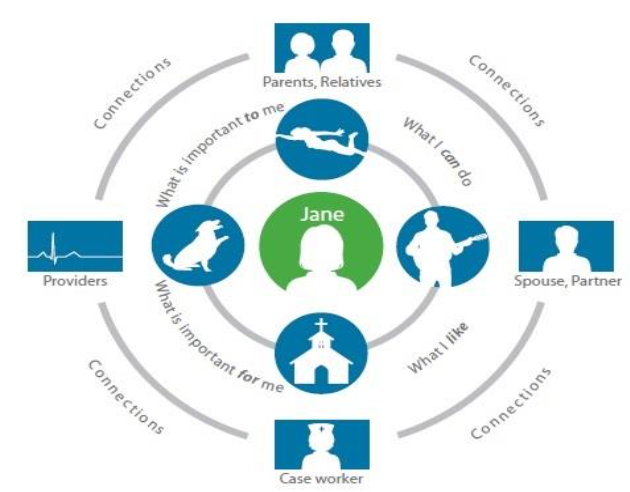 Connections
Connections
Parents, Relatives
What is important to me
What I can do
Jane
Providers
Spouse, Partner
What is important for me
What I like
Connections
Connections
Case worker